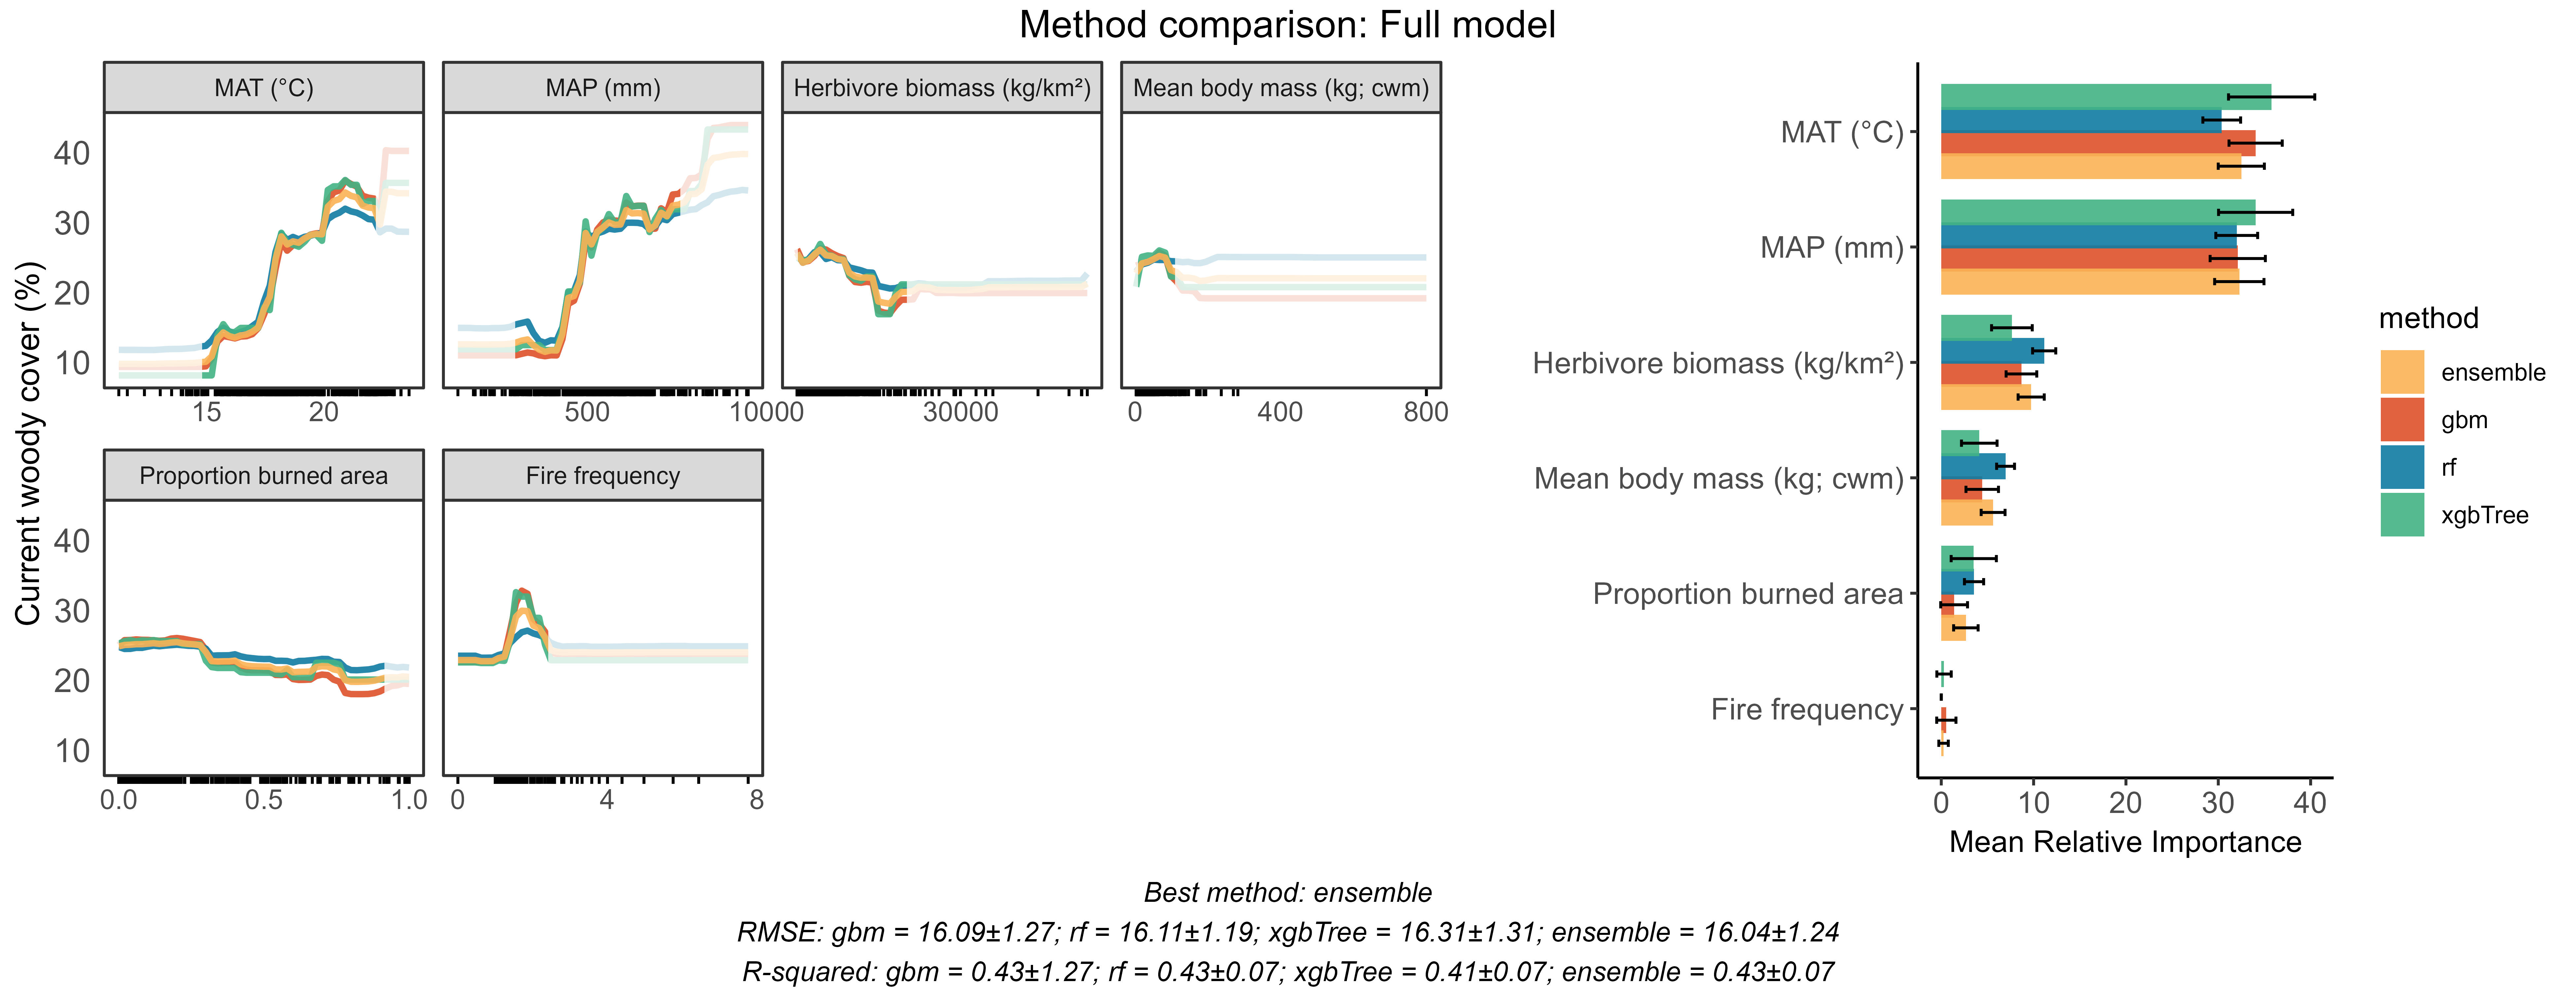 Method comparison: Full model
MAT (°C)
MAP (mm)
Herbivore biomass (kg/km²)
Mean body mass (kg; cwm)
Current woody cover (%)
40
30
20
10
15 20
500 1000
0 30000
0 400 800
Proportion burned area
Fire frequency
40
30
20
10
0.0 0.5 1.0
0 4 8
MAT (°C)
MAP (mm)
Herbivore biomass (kg/km²)
Mean body mass (kg; cwm)
Proportion burned area
Fire frequency
0 10 20 30 40
Mean Relative Importance
method
ensemble
gbm
rf
xgbTree
Best method: ensemble
RMSE: gbm = 16.09±1.27; rf = 16.11±1.19; xgbTree = 16.31±1.31; ensemble = 16.04±1.24
R-squared: gbm = 0.43±1.27; rf = 0.43±0.07; xgbTree = 0.41±0.07; ensemble = 0.43±0.07